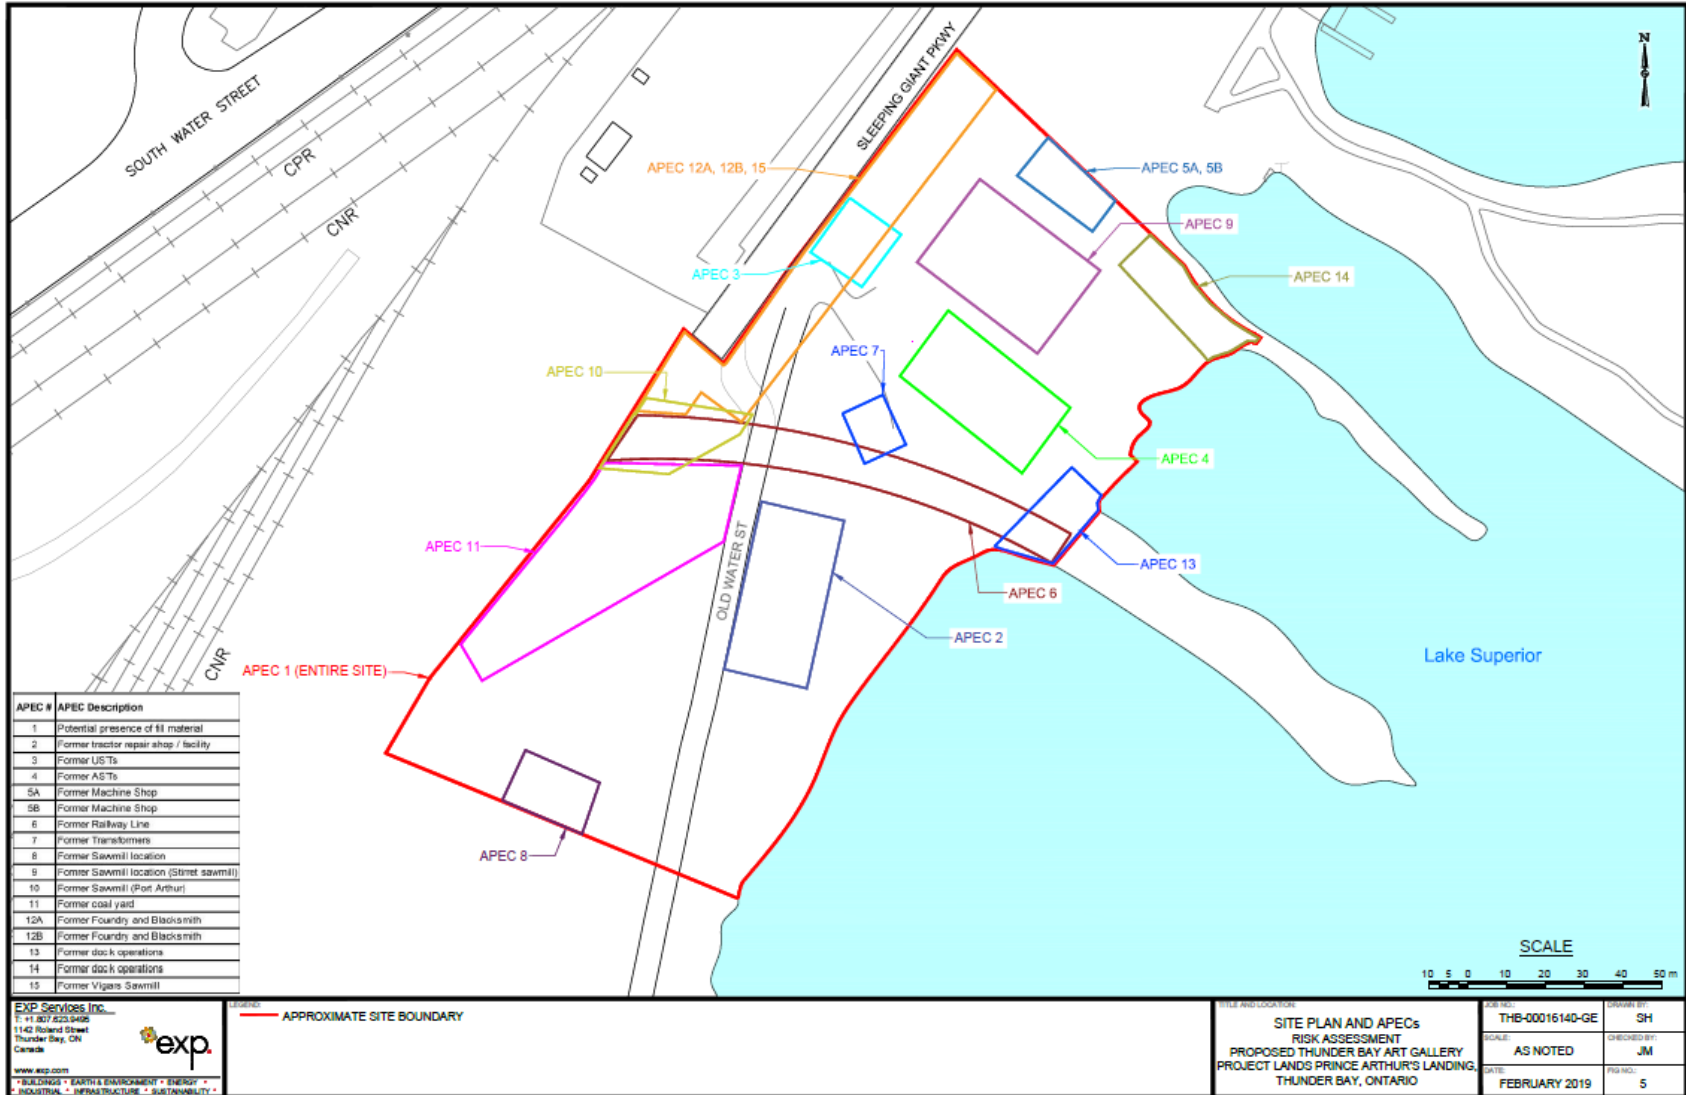 N
SOUTH WATER STREET
CPR
CNR
SLEEPING GIANT PKWY
APEC 12A, 12B, 15
APEC 5A, 5B
APEC 9
APEC 3
APEC 14
APEC 7
APEC 10
APEC 4
APEC 11
OLD WATER ST
APEC 13
APEC 6
APEC 2
Lake Superior
CNR
APEC 1 (ENTIRE SITE)
APEC 8
APEC # APEC Description
1 Potential presence of fill material
2 Former tractor repair shop / facility
3 Former USTs
4 Former ASTs
5A Former Machine Shop
5B Former Machine Shop
6 Former Railway Line
7 Former Transformers
8 Former Sawmill location
9 Former Sawmill location (Stirret sawmill)
10 Former Sawmill (Port Arthur)
11 Former coal yard
12A Former Foundry and Blacksmith
12B Former Foundry and Blacksmith
13 Former dock operations
14 Former dock operations
15 Former Vigars Sawmill
SCALE
10 5 0 10 20 30 40 50 m
EXP Services Inc.
T: +1.807.623.9495
1142 Roland Street
Thunder Bay, ON
Canada
www.exp.com
exp.
• BUILDINGS • EARTH & ENVIRONMENT • ENERGY •
• INDUSTRIAL • INFRASTRUCTURE • SUSTAINABILITY •
LEGEND:
APPROXIMATE SITE BOUNDARY
TITLE AND LOCATION:
SITE PLAN AND APECs
RISK ASSESSMENT
PROPOSED THUNDER BAY ART GALLERY
PROJECT LANDS PRINCE ARTHUR'S LANDING,
THUNDER BAY, ONTARIO
JOB NO.:
THB-00016140-GE
DRAWN BY:
SH
SCALE:
AS NOTED
CHECKED BY:
JM
DATE:
FEBRUARY 2019
FIG NO.:
5